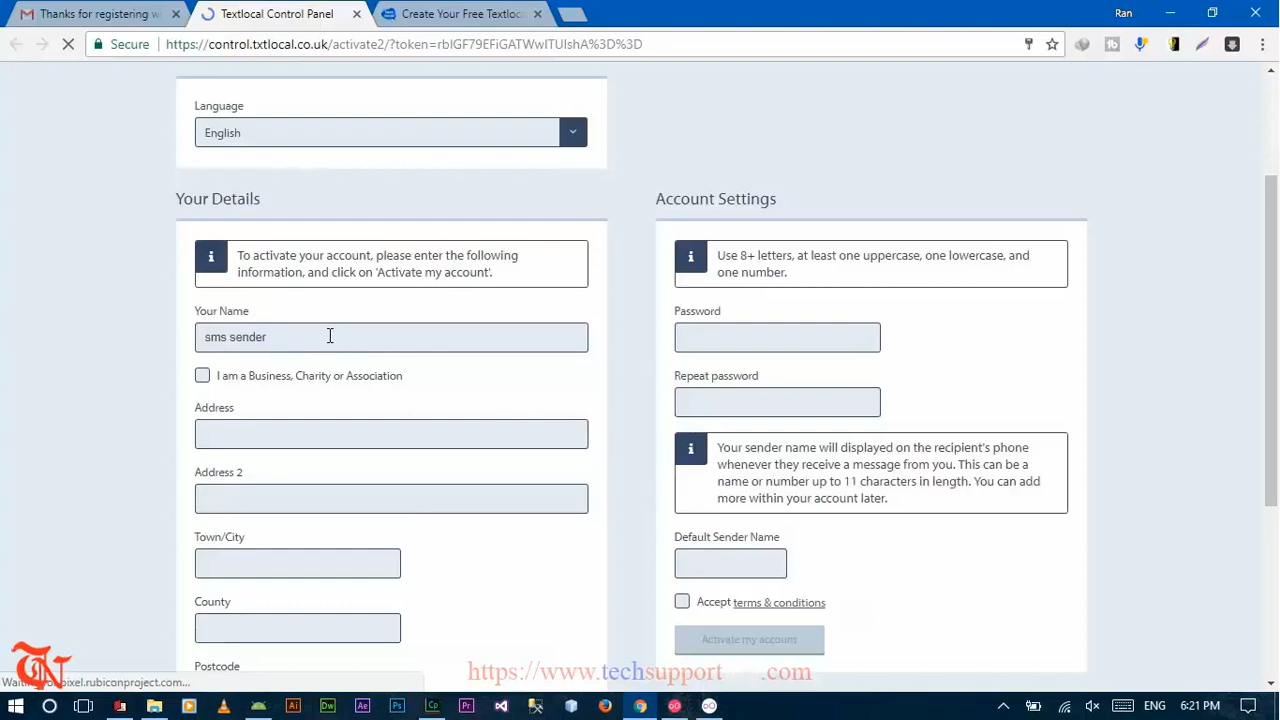 Thanks for registering w
Textlocal Control Panel
Create Your Free Textloc
Ran
Secure
https://control.txtlocal.co.uk/activate2/?token=rbIGF79EFiGATWwITUIshA%3D%3D
Language
English
Your Details
Account Settings
To activate your account, please enter the following
information, and click on 'Activate my account'.
Use 8+ letters, at least one uppercase, one lowercase, and
one number.
Your Name
sms sender
Password
I am a Business, Charity or Association
Repeat password
Address
Your sender name will displayed on the recipient's phone
whenever they receive a message from you. This can be a
name or number up to 11 characters in length. You can add
more within your account later.
Address 2
Town/City
Default Sender Name
County
Accept terms & conditions
Activate my account
Postcode
https://www.techsupport .com
TN
ENG 6:21 PM